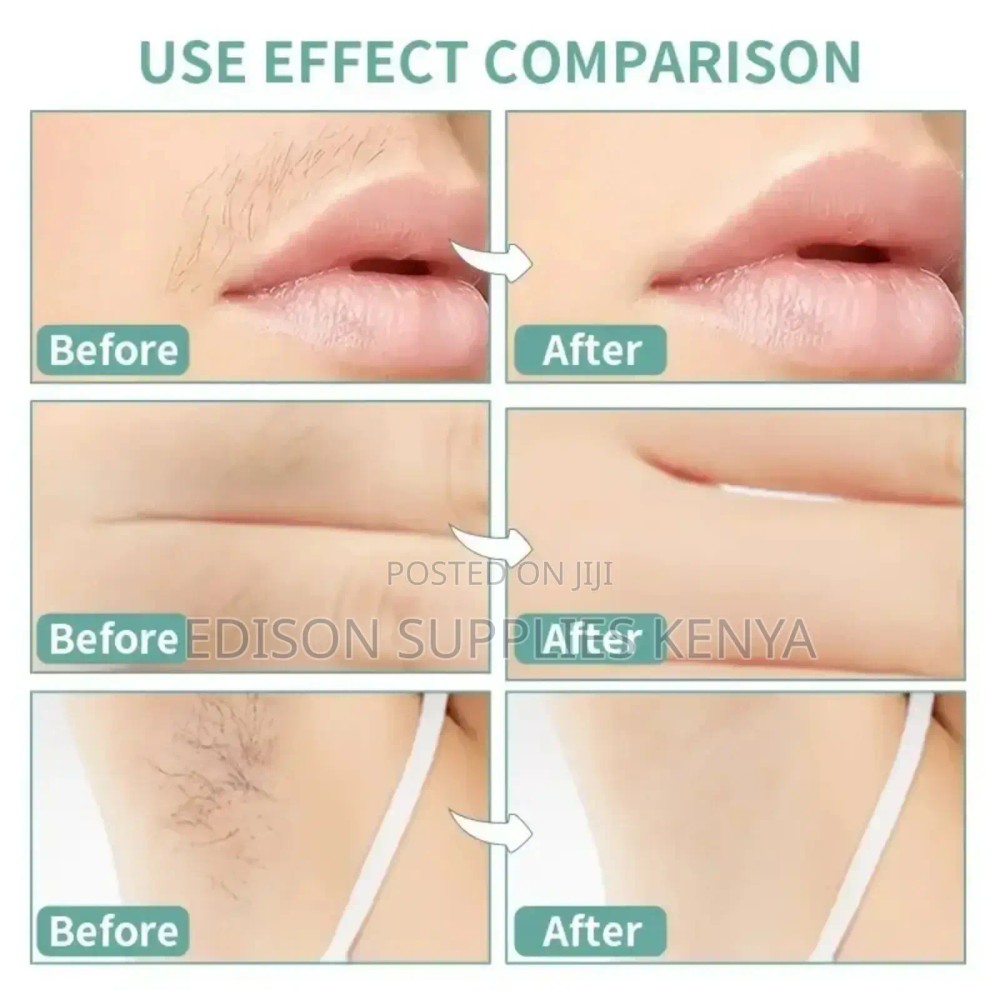 USE EFFECT COMPARISON
Before
After
POSTED ON JIJI
Before
After
EDISON SUPPLIES KENYA
Before
After